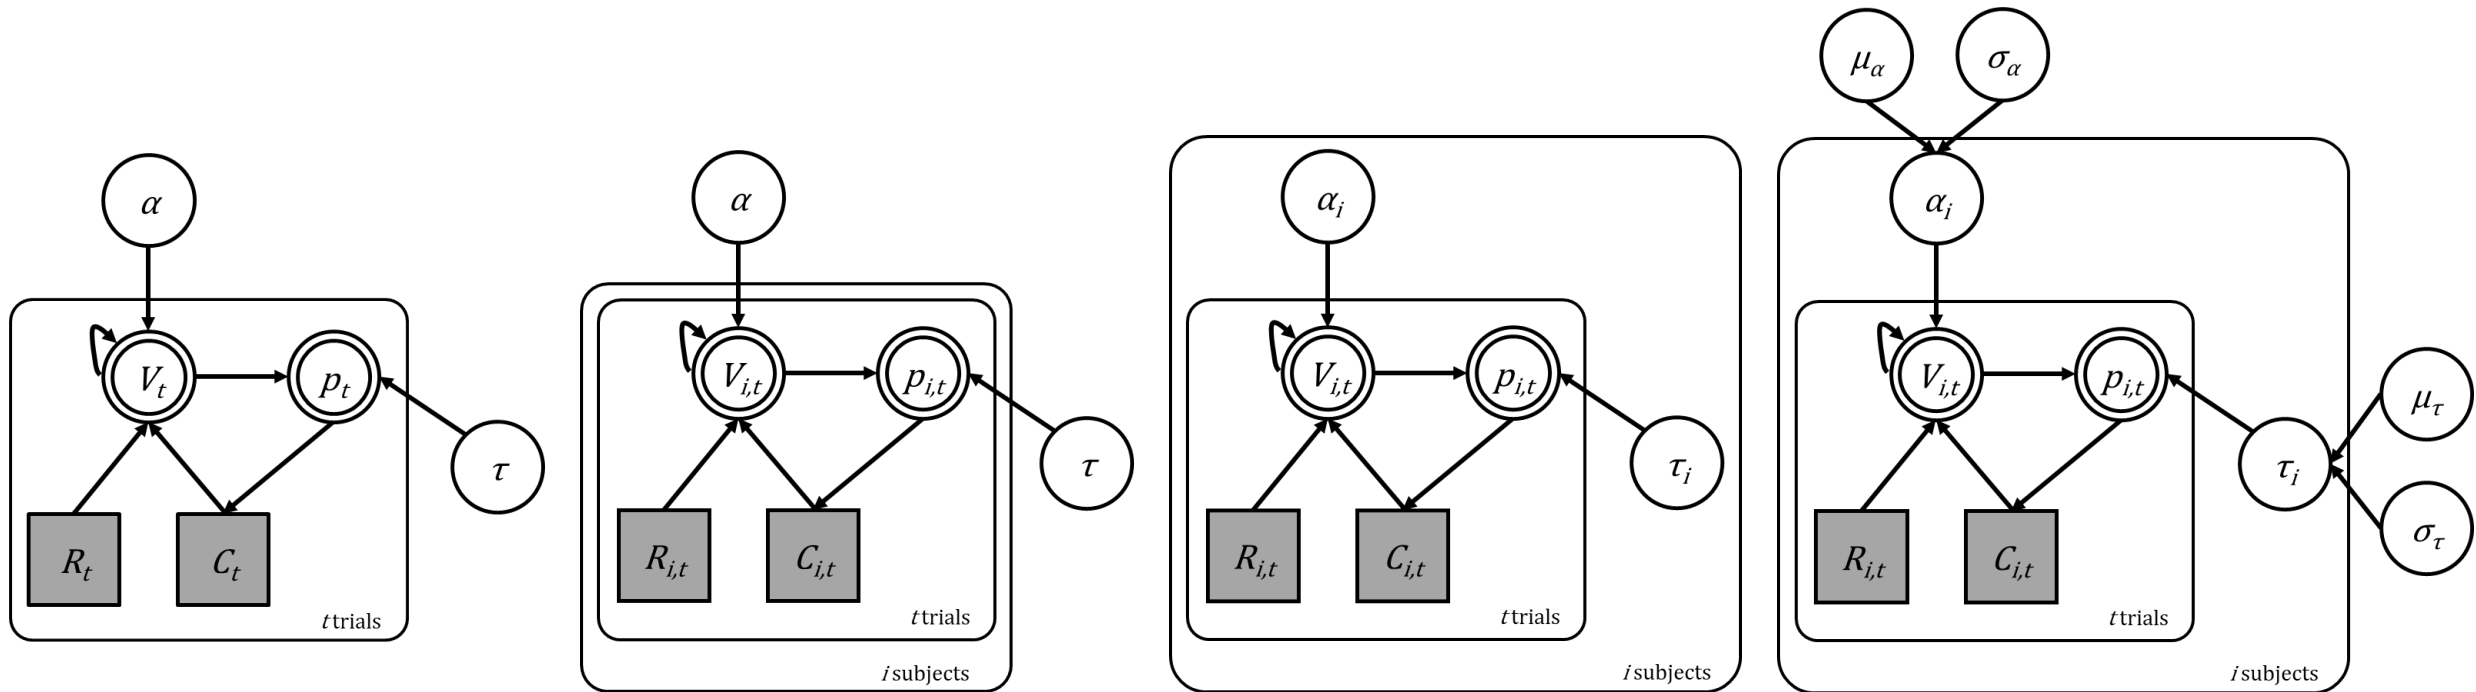 α
V_t
p_t
τ
R_t
C_t
t trials
α
V_{i,t}
p_{i,t}
τ
R_{i,t}
C_{i,t}
t trials
i subjects
α_i
V_{i,t}
p_{i,t}
τ_i
R_{i,t}
C_{i,t}
t trials
i subjects
μ_α
σ_α
α_i
V_{i,t}
p_{i,t}
μ_τ
τ_i
σ_τ
R_{i,t}
C_{i,t}
t trials
i subjects